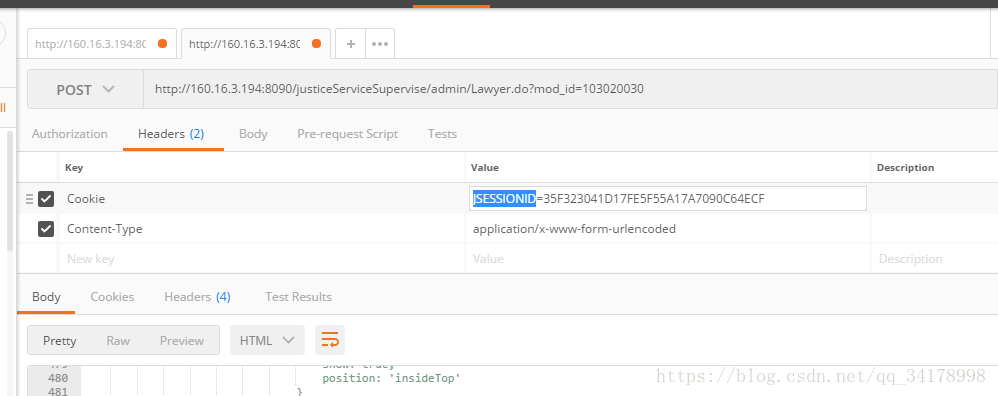 http://160.16.3.194:80 http://160.16.3.194:80
POST http://160.16.3.194:8090/justiceServiceSupervise/admin/Lawyer.do?mod_id=103020030
ll
Authorization Headers (2) Body Pre-request Script Tests
Key Value Description
Cookie JSESSIONID=35F323041D17FE5F55A17A7090C64ECF
Content-Type application/x-www-form-urlencoded
New key Value Description
Body Cookies Headers (4) Test Results
Pretty Raw Preview HTML
479 show: true,
480 position: 'insideTop'
481 }
https://blog.csdn.net/qq_34178998